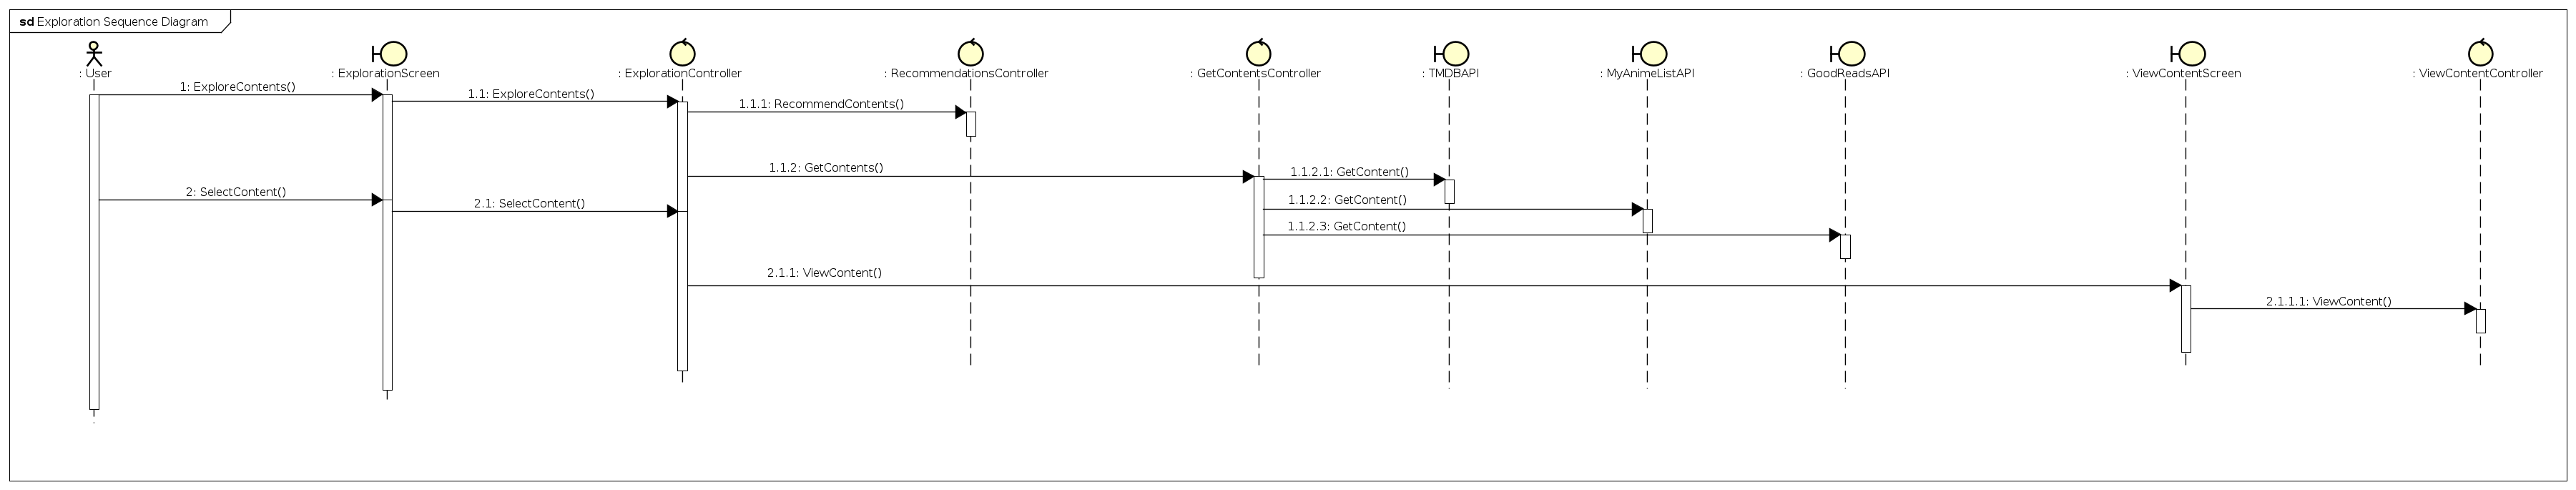 sd Exploration Sequence Diagram
: User
: ExplorationScreen
: ExplorationController
: RecommendationsController
: GetContentsController
: TMDBAPI
: MyAnimeListAPI
: GoodReadsAPI
: ViewContentScreen
: ViewContentController
1: ExploreContents()
1.1: ExploreContents()
1.1.1: RecommendContents()
1.1.2: GetContents()
1.1.2.1: GetContent()
2: SelectContent()
2.1: SelectContent()
1.1.2.2: GetContent()
1.1.2.3: GetContent()
2.1.1: ViewContent()
2.1.1.1: ViewContent()